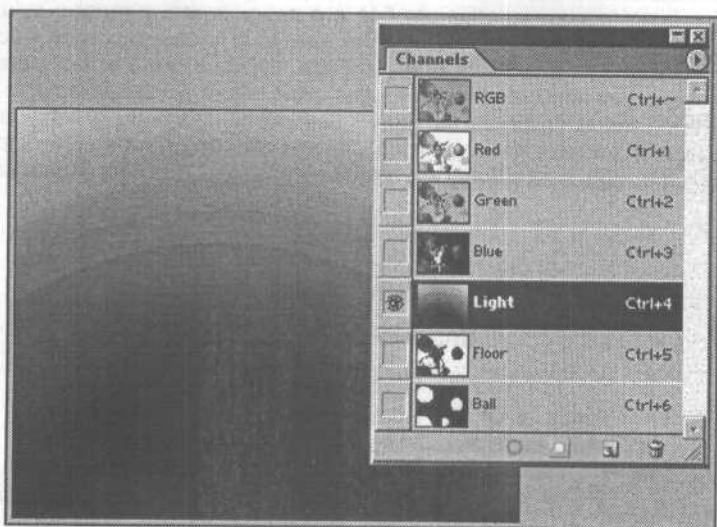 Channels
RGB Ctrl+~
Red Ctrl+1
Green Ctrl+2
Blue Ctrl+3
Light Ctrl+4
Floor Ctrl+5
Ball Ctrl+6